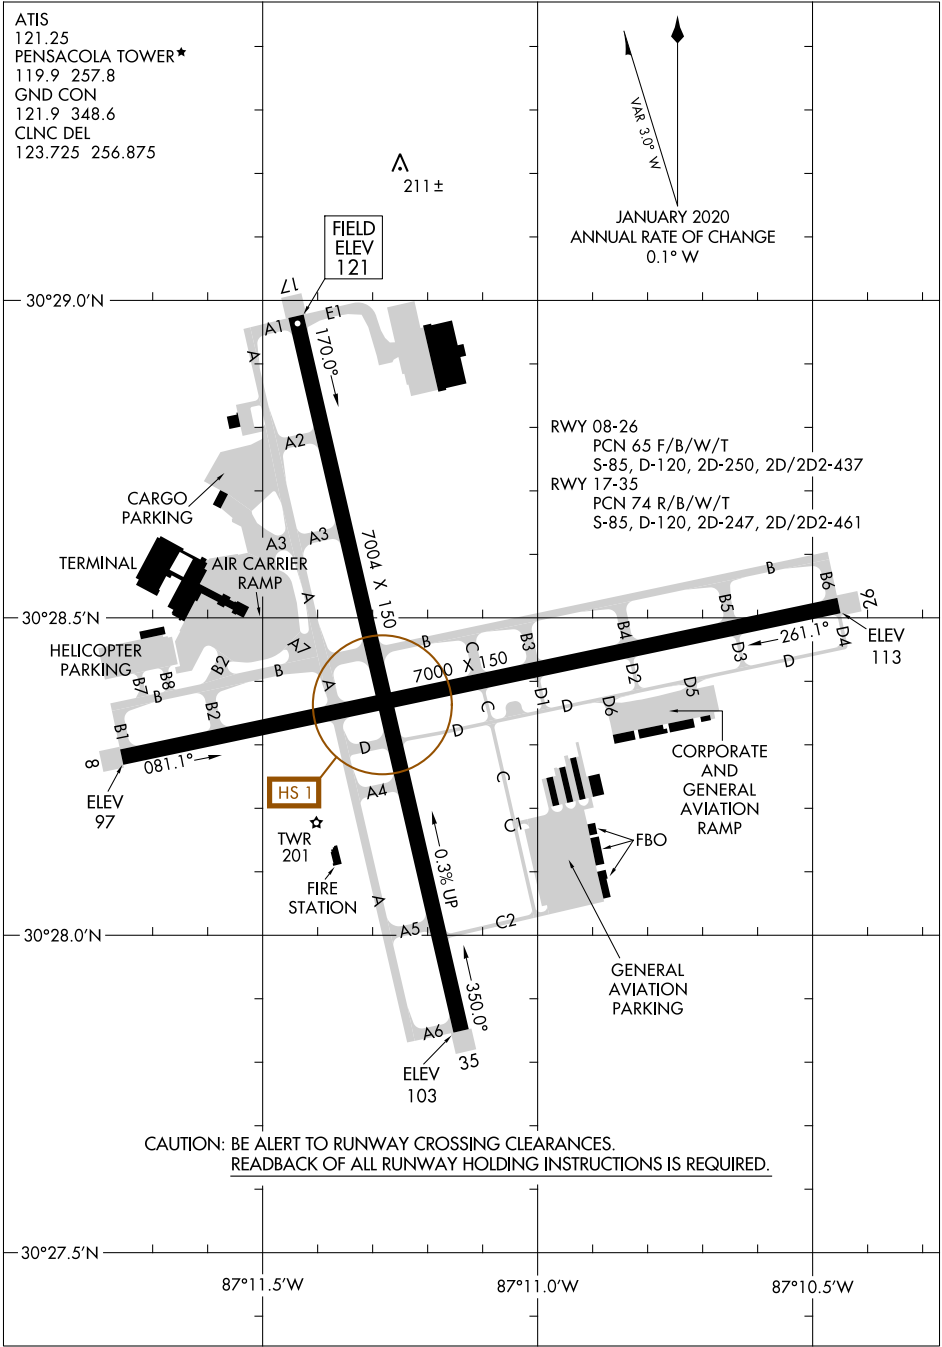 ATIS
121.25
PENSACOLA TOWER★
119.9 257.8
GND CON
121.9 348.6
CLNC DEL
123.725 256.875
VAR 3.0° W
JANUARY 2020
ANNUAL RATE OF CHANGE
0.1° W
211±
FIELD
ELEV
121
30°29.0'N
17
A1
E1
A
170.0°
A2
RWY 08-26
PCN 65 F/B/W/T
S-85, D-120, 2D-250, 2D/2D2-437
RWY 17-35
PCN 74 R/B/W/T
S-85, D-120, 2D-247, 2D/2D2-461
CARGO
PARKING
A3
A3
7004 X 150
TERMINAL
AIR CARRIER
RAMP
A
B
B6
26
30°28.5'N
B5
B4
B3
261.1°
ELEV
113
D4
HELICOPTER
PARKING
A7
B
C
B2
B
7000 X 150
D3
D
B7
B8
B
A
D2
D5
B1
B2
C
D1
D
D6
D
D
8
081.1°
ELEV
97
HS 1
A4
C
C1
CORPORATE
AND
GENERAL
AVIATION
RAMP
TWR
201
FBO
0.3% UP
FIRE
STATION
A
A5
C2
30°28.0'N
GENERAL
AVIATION
PARKING
350.0°
A6
35
ELEV
103
CAUTION: BE ALERT TO RUNWAY CROSSING CLEARANCES.
READBACK OF ALL RUNWAY HOLDING INSTRUCTIONS IS REQUIRED.
30°27.5'N
87°11.5'W
87°11.0'W
87°10.5'W